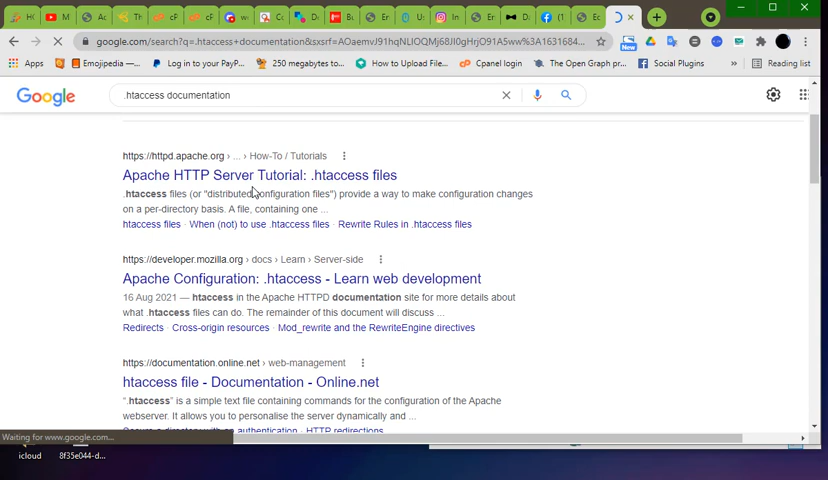 google.com/search?q=.htaccess documentation&sxsrf=AOaemvJ91hqNLIOQMj68JI0gHrjO91A5ww%3A1631684...
New
Apps
Emojipedia —...
Log in to your PayP...
250 megabytes to...
How to Upload File...
Cpanel login
The Open Graph pr...
Social Plugins
»
Reading list
Google
.htaccess documentation
https://httpd.apache.org › ... › How-To / Tutorials
Apache HTTP Server Tutorial: .htaccess files
.htaccess files (or "distributed configuration files") provide a way to make configuration changes
on a per-directory basis. A file, containing one ...
htaccess files · When (not) to use .htaccess files · Rewrite Rules in .htaccess files
https://developer.mozilla.org › docs › Learn › Server-side
Apache Configuration: .htaccess - Learn web development
16 Aug 2021 — htaccess in the Apache HTTPD documentation site for more details about
what .htaccess files can do. The remainder of this document will discuss ...
Redirects · Cross-origin resources · Mod_rewrite and the RewriteEngine directives
https://documentation.online.net › web-management
htaccess file - Documentation - Online.net
".htaccess" is a simple text file containing commands for the configuration of the Apache
webserver. It allows you to personalise the server dynamically and ...
Secure a directory with an authentication · HTTP redirections
Waiting for www.google.com...
icloud
8f35e044-d...